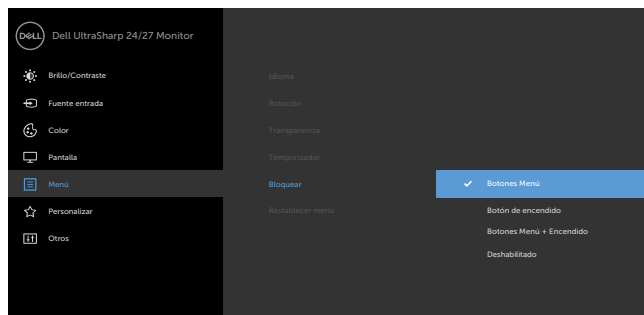 DELL Dell UltraSharp 24/27 Monitor
Brillo/Contraste
Fuente entrada
Color
Pantalla
Menú
Personalizar
Otros
Idioma
Rotación
Transparencia
Temporizador
Bloquear
Restablecer menú
Botones Menú
Botón de encendido
Botones Menú + Encendido
Deshabilitado